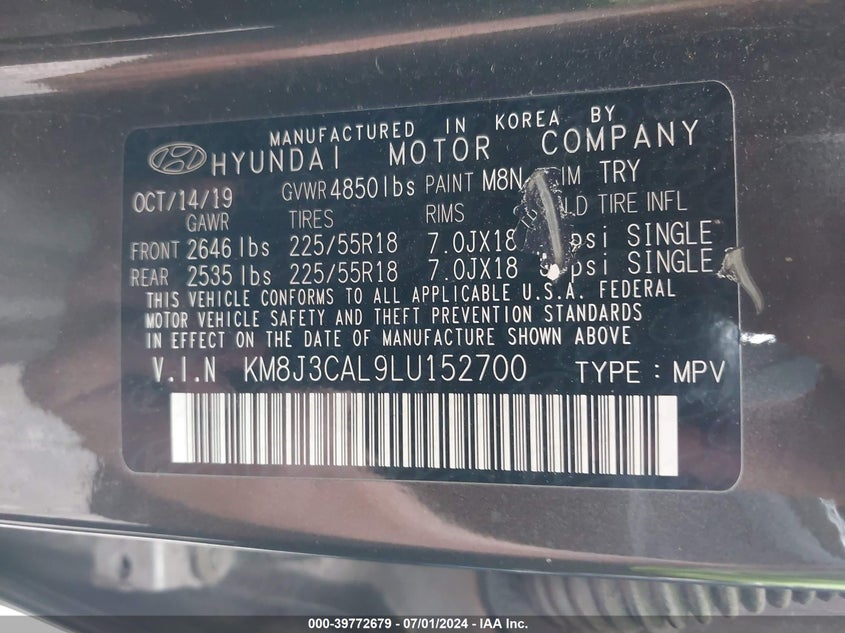 MANUFACTURED IN KOREA BY
HYUNDAI MOTOR COMPANY
OCT/14/19 GVWR 4850lbs PAINT M8N TRY
GAWR TIRES RIMS TIRE INFL
FRONT 2646 lbs 225/55R18 7.0JX18 psi SINGLE
REAR 2535 lbs 225/55R18 7.0JX18 psi SINGLE
THIS VEHICLE CONFORMS TO ALL APPLICABLE U.S.A. FEDERAL
MOTOR VEHICLE SAFETY AND THEFT PREVENTION STANDARDS
IN EFFECT ON THE DATE OF MANUFACTURE SHOWN ABOVE
V.I.N KM8J3CAL9LU152700 TYPE : MPV
000-39772679 / 07/01/2024 - IAA Inc.